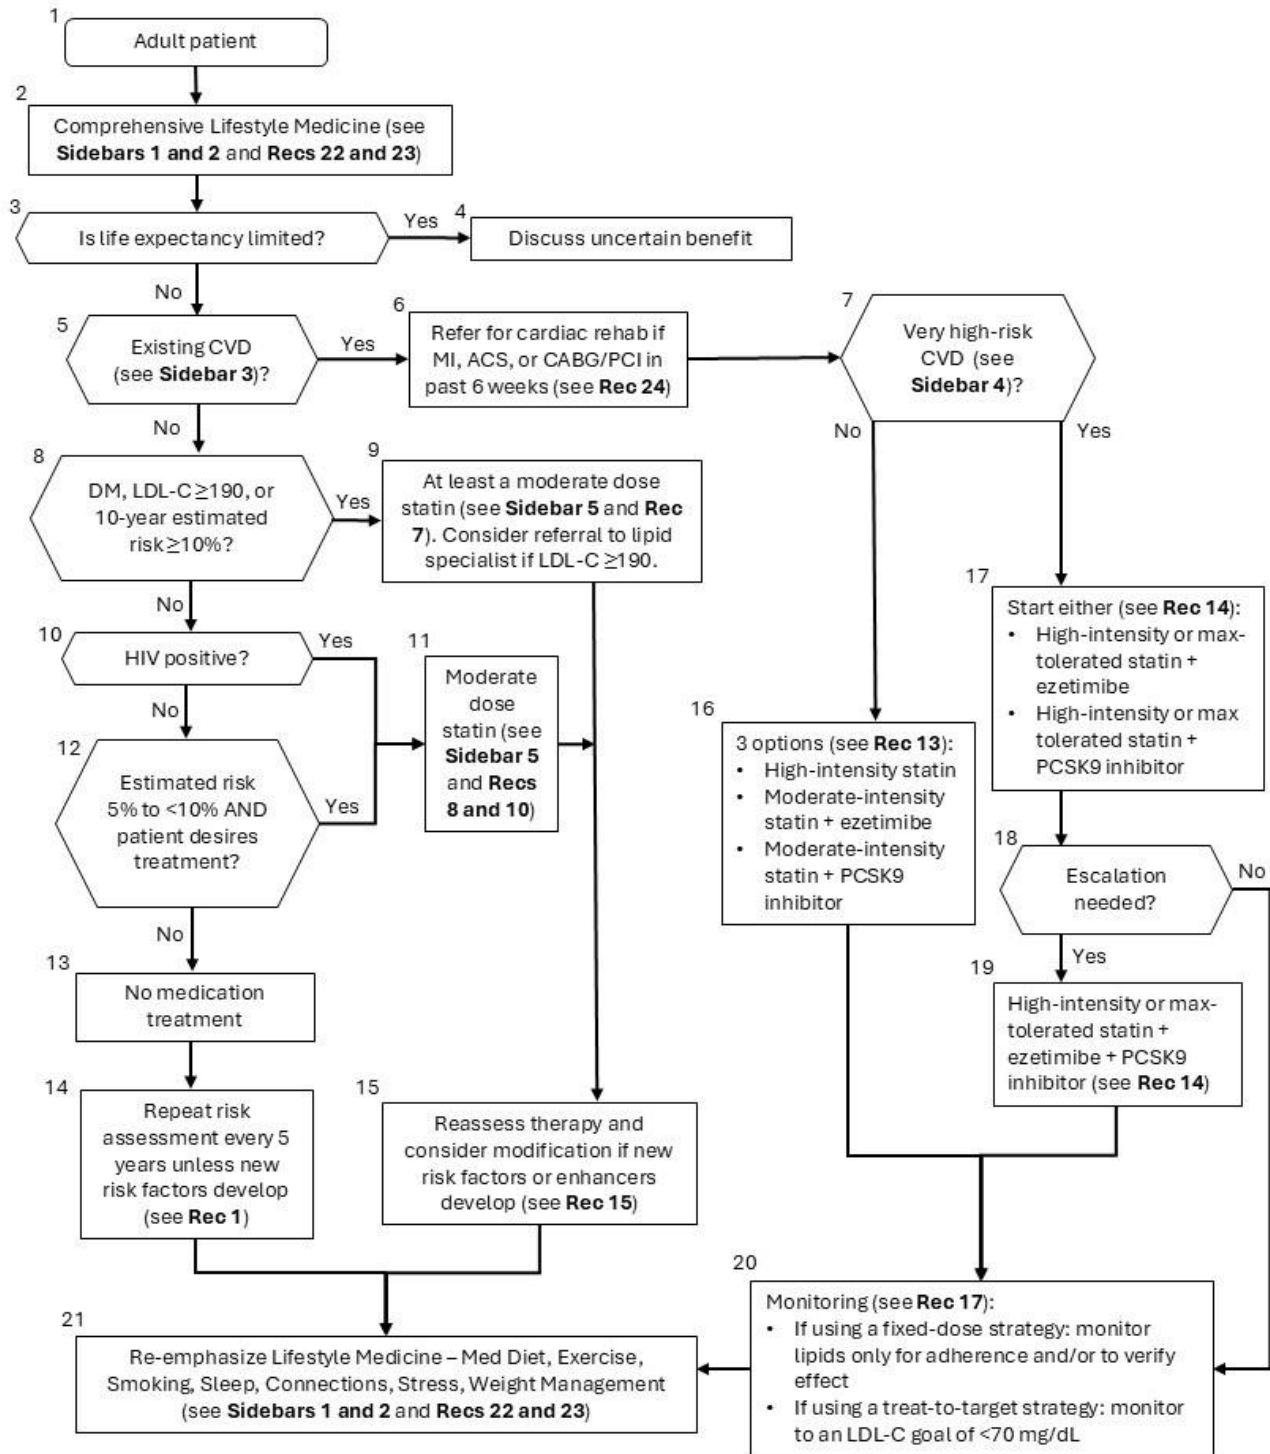 1
Adult patient
2
Comprehensive Lifestyle Medicine (see
Sidebars 1 and 2 and Recs 22 and 23)
3
Is life expectancy limited?
Yes
4
Discuss uncertain benefit
No
5
Existing CVD
(see Sidebar 3)?
Yes
6
Refer for cardiac rehab if
MI, ACS, or CABG/PCI in
past 6 weeks (see Rec 24)
7
Very high-risk
CVD (see
Sidebar 4)?
No
Yes
No
8
DM, LDL-C ≥190, or
10-year estimated
risk ≥10%?
Yes
9
At least a moderate dose
statin (see Sidebar 5 and Rec
7). Consider referral to lipid
specialist if LDL-C ≥190.
No
10
HIV positive?
Yes
11
Moderate
dose
statin (see
Sidebar 5
and Recs
8 and 10)
No
12
Estimated risk
5% to <10% AND
patient desires
treatment?
Yes
No
13
No medication
treatment
14
Repeat risk
assessment every 5
years unless new
risk factors develop
(see Rec 1)
15
Reassess therapy and
consider modification if new
risk factors or enhancers
develop (see Rec 15)
16
3 options (see Rec 13):
• High-intensity statin
• Moderate-intensity
statin + ezetimibe
• Moderate-intensity
statin + PCSK9
inhibitor
17
Start either (see Rec 14):
• High-intensity or max-
tolerated statin +
ezetimibe
• High-intensity or max
tolerated statin +
PCSK9 inhibitor
18
Escalation
needed?
No
Yes
19
High-intensity or max-
tolerated statin +
ezetimibe + PCSK9
inhibitor (see Rec 14)
20
Monitoring (see Rec 17):
• If using a fixed-dose strategy: monitor
lipids only for adherence and/or to verify
effect
• If using a treat-to-target strategy: monitor
to an LDL-C goal of <70 mg/dL
21
Re-emphasize Lifestyle Medicine – Med Diet, Exercise,
Smoking, Sleep, Connections, Stress, Weight Management
(see Sidebars 1 and 2 and Recs 22 and 23)